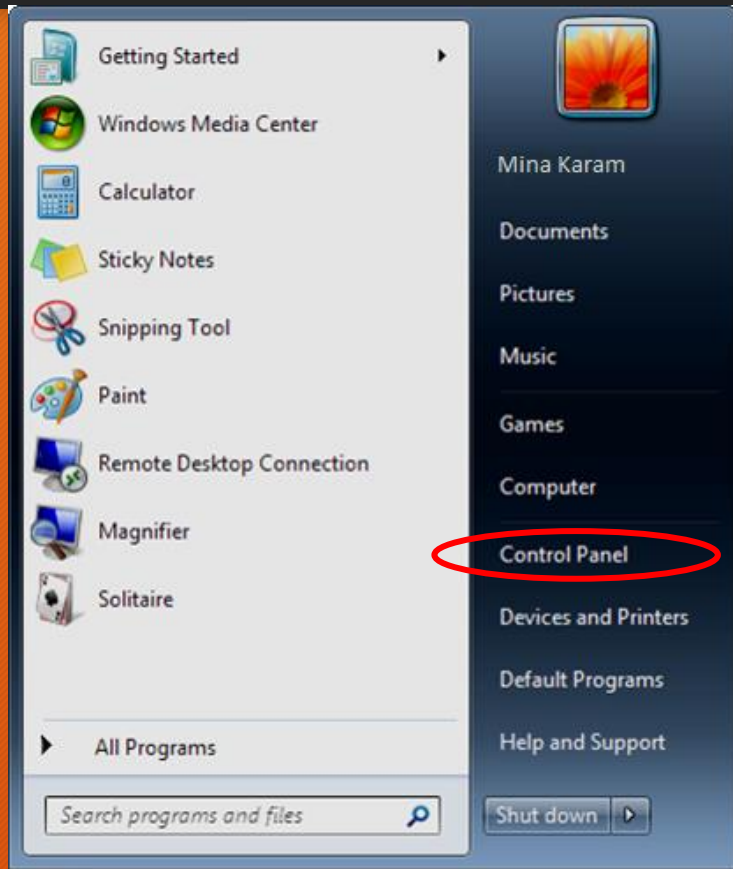 Getting Started
Windows Media Center
Calculator
Sticky Notes
Snipping Tool
Paint
Remote Desktop Connection
Magnifier
Solitaire
All Programs
Search programs and files
Mina Karam
Documents
Pictures
Music
Games
Computer
Control Panel
Devices and Printers
Default Programs
Help and Support
Shut down